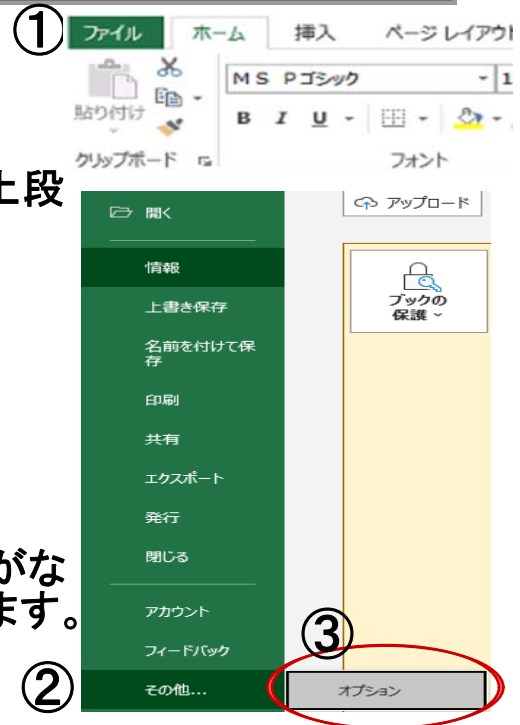 ①
ファイル ホーム 挿入 ページ レイアウト
ＭＳ Ｐゴシック 1
貼り付け
B I U
クリップボード フォント
上段
開く
アップロード
情報
ブックの
保護
上書き保存
名前を付けて保
存
印刷
共有
エクスポート
発行
がな
閉じる
ます。
アカウント
③
フィードバック
② その他... オプション